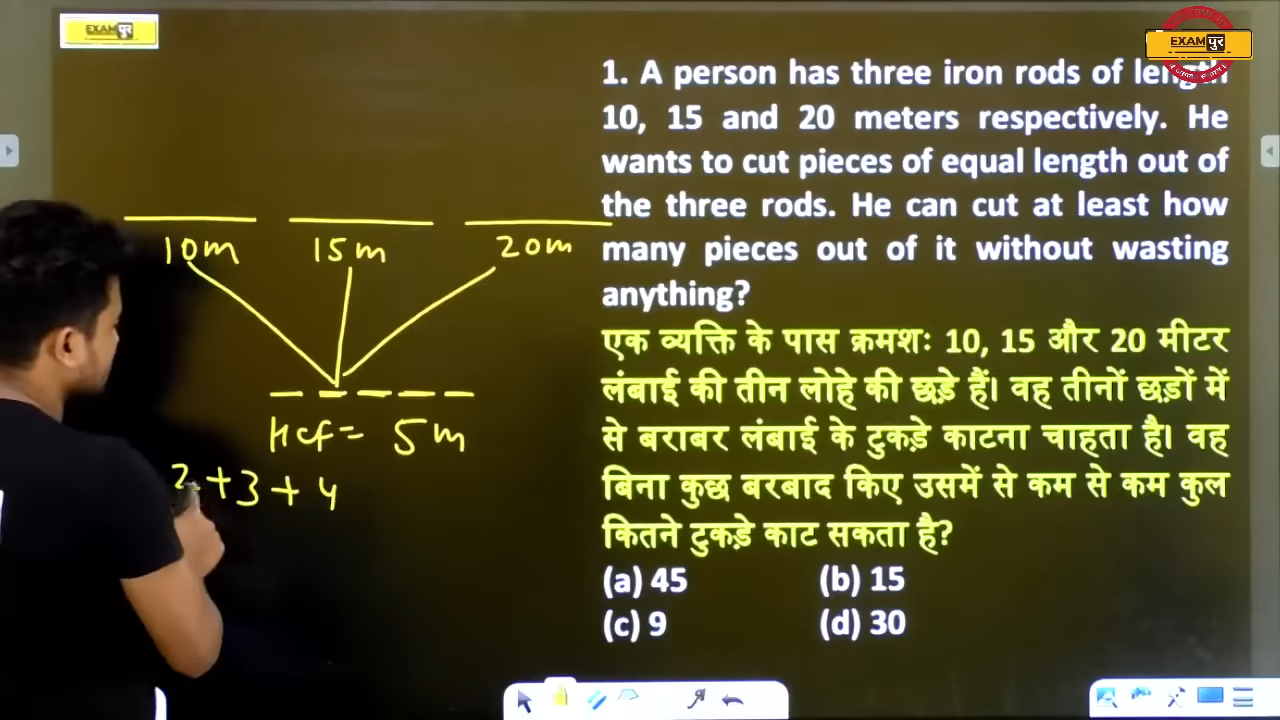 EXAMपुर
EXAMपुर
1. A person has three iron rods of length
10, 15 and 20 meters respectively. He
wants to cut pieces of equal length out of
the three rods. He can cut at least how
many pieces out of it without wasting
anything?
एक व्यक्ति के पास क्रमशः 10, 15 और 20 मीटर
लंबाई की तीन लोहे की छड़े हैं। वह तीनों छड़ों में
से बराबर लंबाई के टुकड़े काटना चाहता है। वह
बिना कुछ बरबाद किए उसमें से कम से कम कुल
कितने टुकड़े काट सकता है?
(a) 45 (b) 15
(c) 9 (d) 30
10m 15m 20m
Hcf = 5m
2+3+4